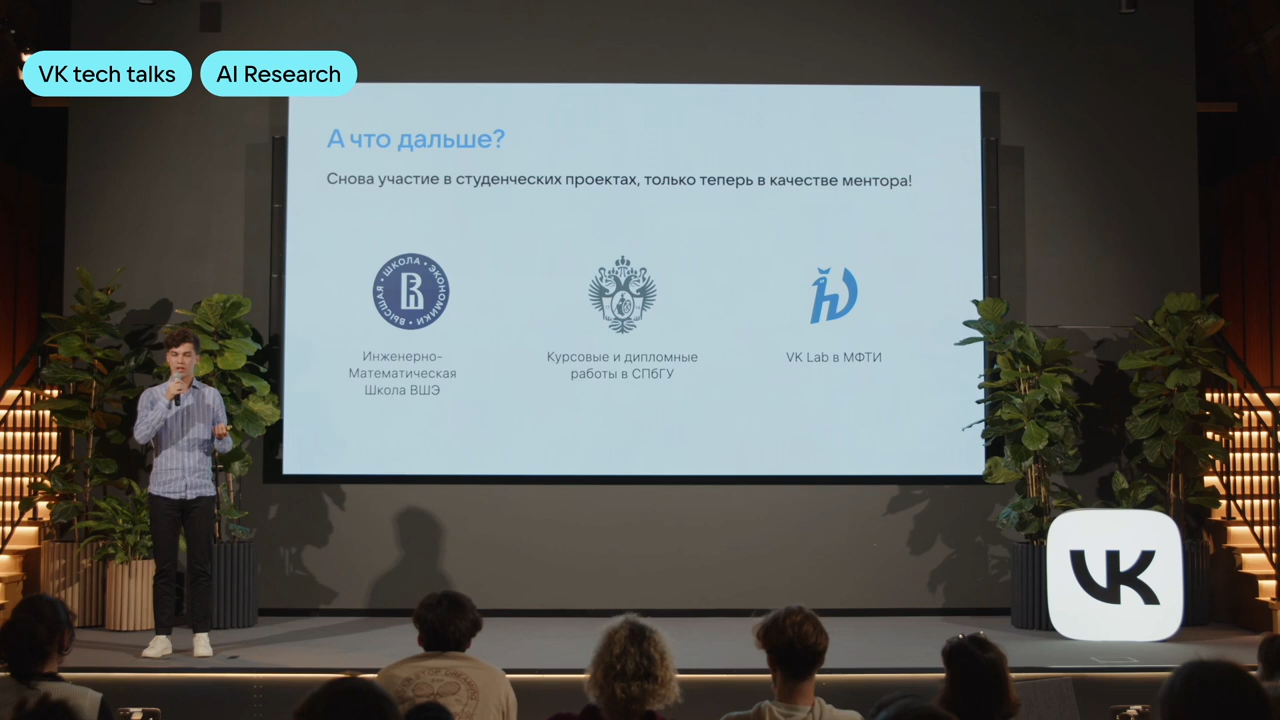 VK tech talks
AI Research
А что дальше?
Снова участие в студенческих проектах, только теперь в качестве ментора!
ВЫСШАЯ • ШКОЛА • ЭКОНОМИКИ
Инженерно-
Математическая
Школа ВШЭ
Курсовые и дипломные
работы в СПбГУ
VK Lab в МФТИ
VK